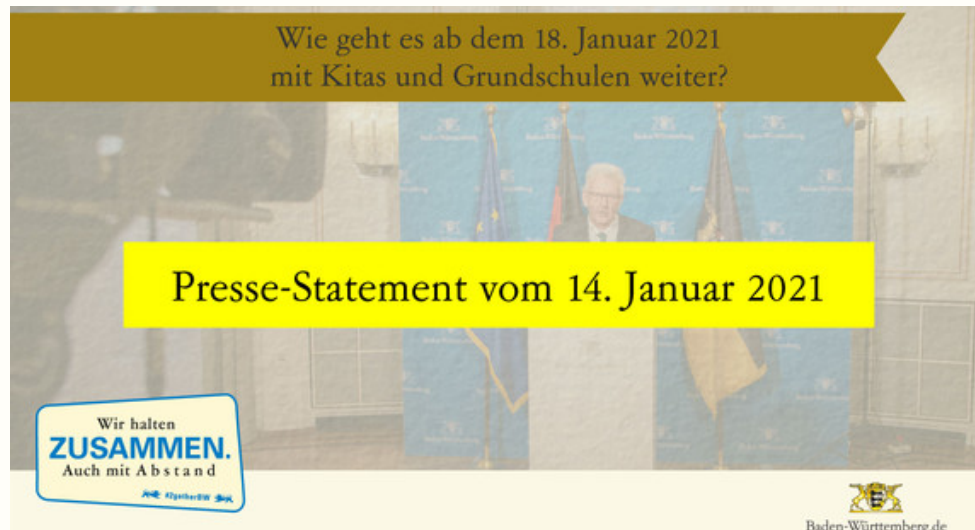 Wie geht es ab dem 18. Januar 2021
mit Kitas und Grundschulen weiter?
Presse-Statement vom 14. Januar 2021
Wir halten
ZUSAMMEN.
Auch mit Abstand
#2getherBW
Baden-Württemberg.de